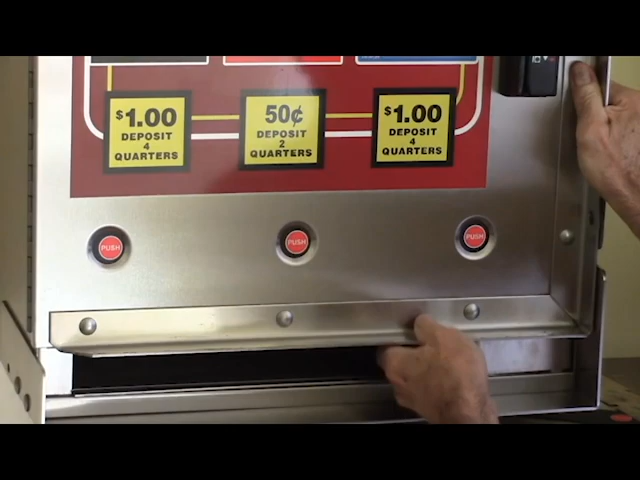 $1.00
DEPOSIT
4
QUARTERS
50¢
DEPOSIT
2
QUARTERS
$1.00
DEPOSIT
4
QUARTERS
PUSH
PUSH
PUSH